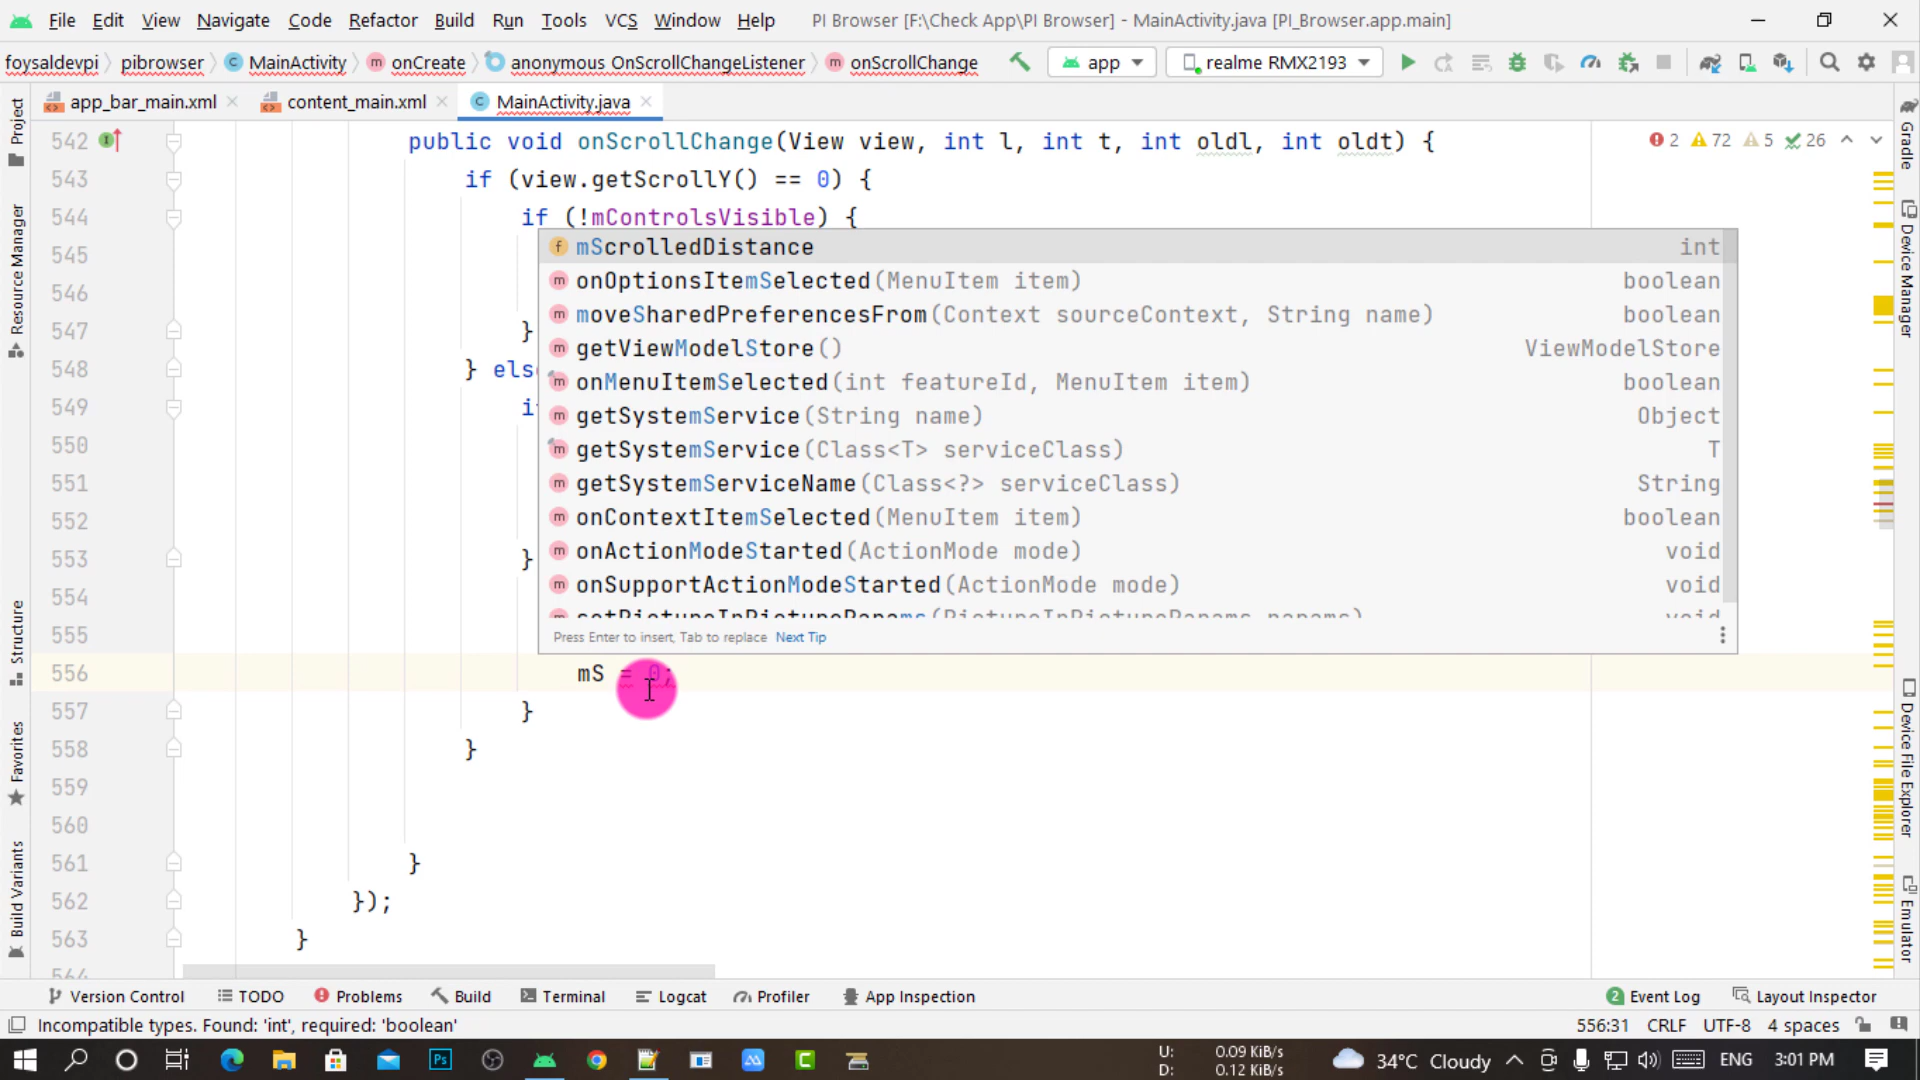 File Edit View Navigate Code Refactor Build Run Tools VCS Window Help PI Browser [F:\Check App\PI Browser] - MainActivity.java [PI_Browser.app.main]
foysaldevpi pibrowser MainActivity onCreate anonymous OnScrollChangeListener onScrollChange app realme RMX2193
app_bar_main.xml content_main.xml MainActivity.java
542 public void onScrollChange(View view, int l, int t, int oldl, int oldt) { 2 72 5 26
543 if (view.getScrollY() == 0) {
544 if (!mControlsVisible) {
mScrolledDistance int
545
onOptionsItemSelected(MenuItem item) boolean
546
moveSharedPreferencesFrom(Context sourceContext, String name) boolean
547 }
getViewModelStore() ViewModelStore
548 } els
onMenuItemSelected(int featureId, MenuItem item) boolean
549 i
getSystemService(String name) Object
550
getSystemService(Class<T> serviceClass) T
551
getSystemServiceName(Class<?> serviceClass) String
552
onContextItemSelected(MenuItem item) boolean
553 }
onActionModeStarted(ActionMode mode) void
554
onSupportActionModeStarted(ActionMode mode) void
setPictureInPictureParams(PictureInPictureParams params) void
555
Press Enter to insert, Tab to replace Next Tip
556 mS = 0;
557 }
558 }
559
560
561 }
562 });
563 }
564
Project
Resource Manager
Structure
Favorites
Build Variants
Gradle
Device Manager
Device File Explorer
Emulator
Version Control TODO Problems Build Terminal Logcat Profiler App Inspection 2 Event Log Layout Inspector
Incompatible types. Found: 'int', required: 'boolean' 556:31 CRLF UTF-8 4 spaces
Ps U: 0.09 KiB/s
D: 0.12 KiB/s
34°C Cloudy ENG 3:01 PM